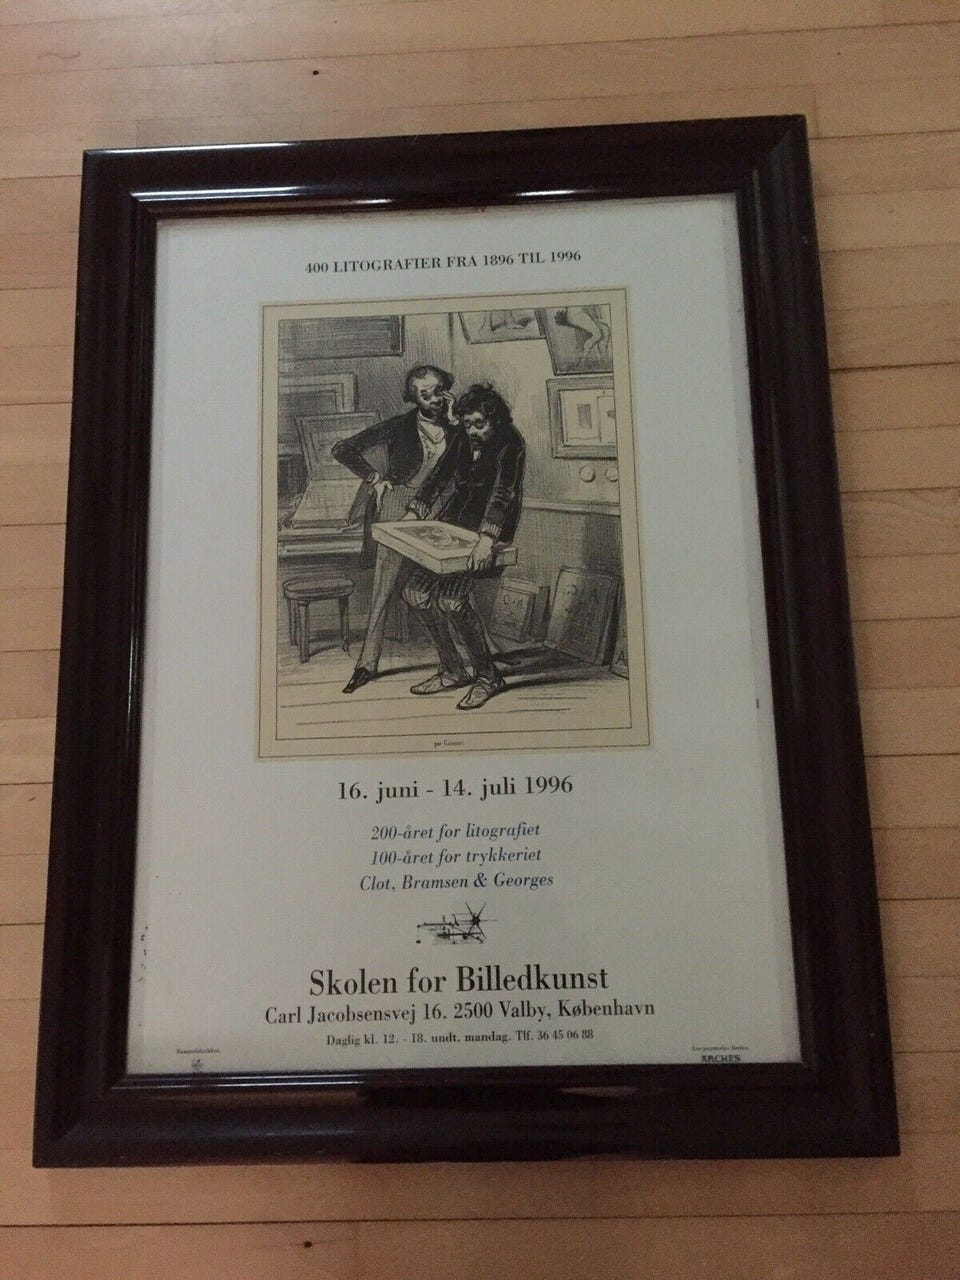 400 LITOGRAFIER FRA 1896 TIL 1996
par Gavarni
16. juni - 14. juli 1996
200-året for litografiet
100-året for trykkeriet
Clot, Bramsen & Georges
Skolen for Billedkunst
Carl Jacobsensvej 16. 2500 Valby, København
Daglig kl. 12. - 18. undt. mandag. Tlf. 36 45 06 88
ARCHES